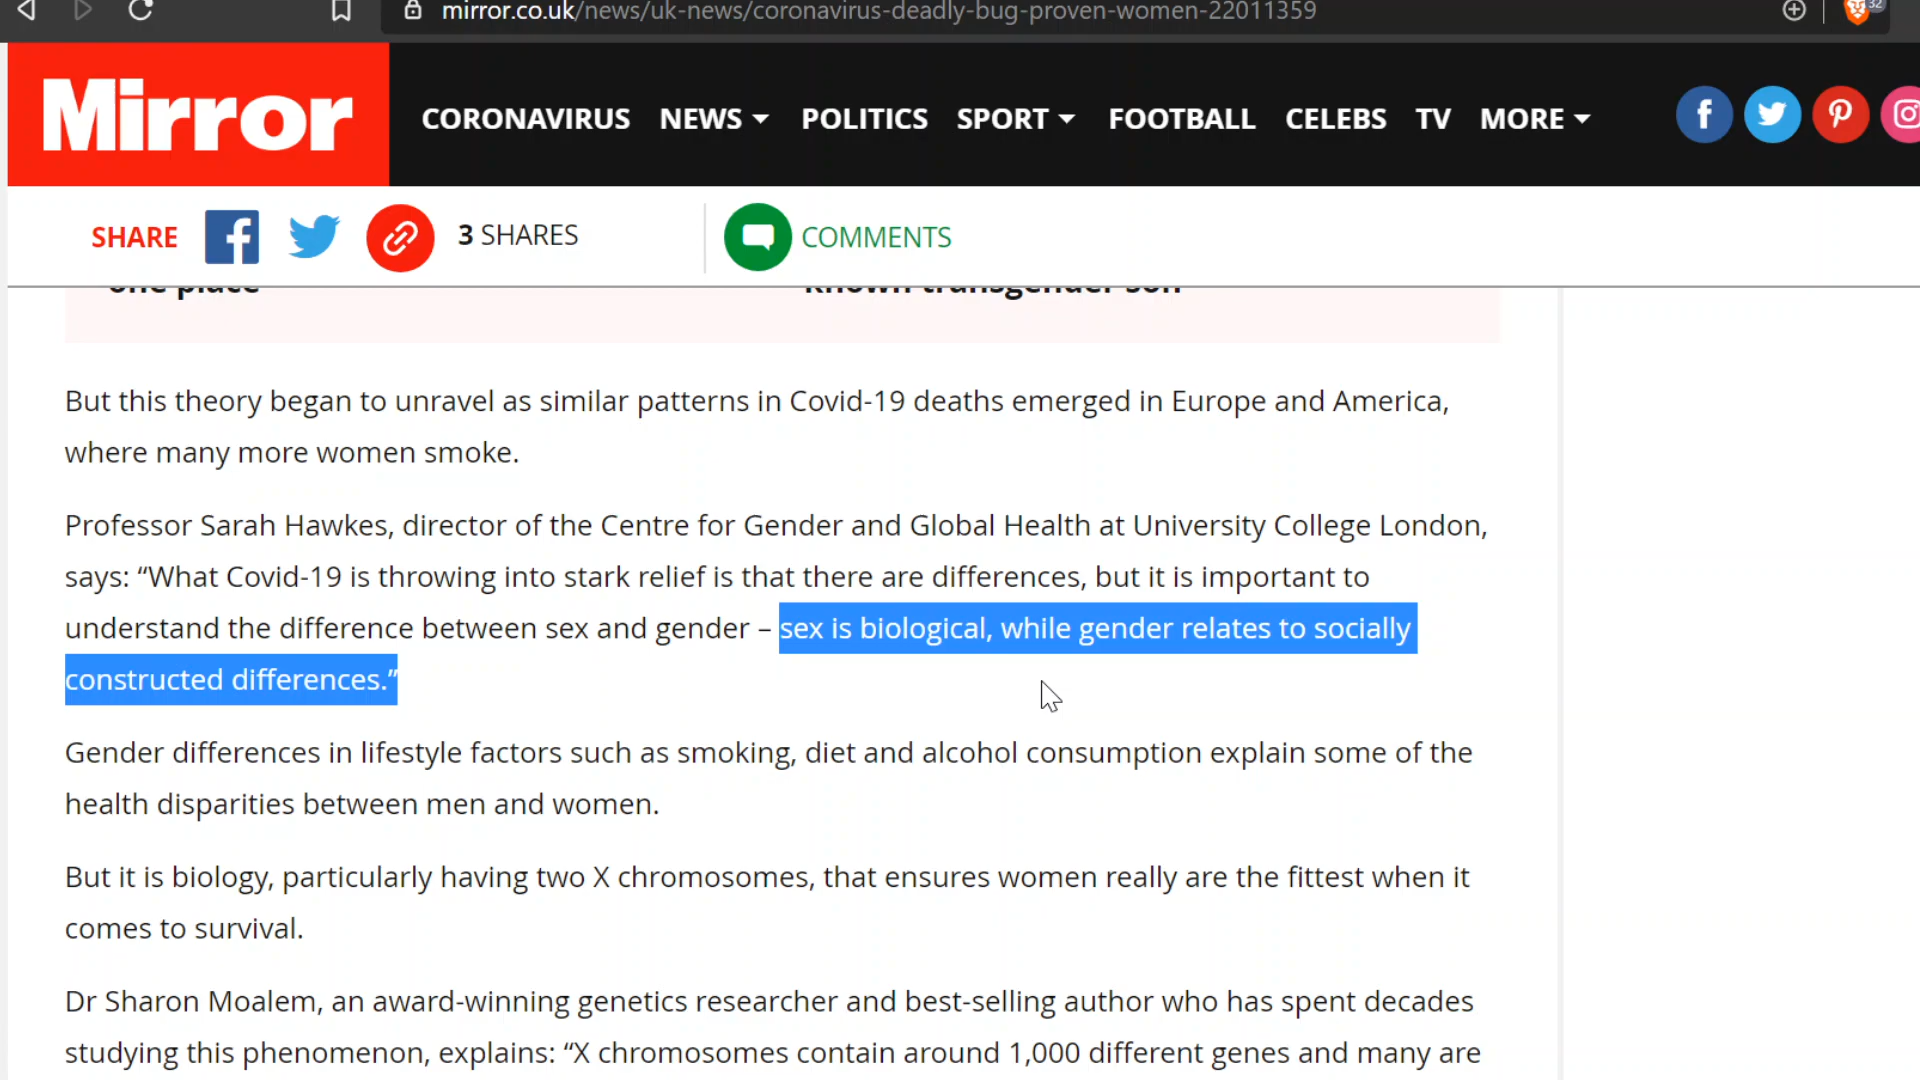 mirror.co.uk/news/uk-news/coronavirus-deadly-bug-proven-women-22011359
32
Mirror
CORONAVIRUS NEWS POLITICS SPORT FOOTBALL CELEBS TV MORE
SHARE 3 SHARES COMMENTS
one place known transgender son
But this theory began to unravel as similar patterns in Covid-19 deaths emerged in Europe and America,
where many more women smoke.
Professor Sarah Hawkes, director of the Centre for Gender and Global Health at University College London,
says: “What Covid-19 is throwing into stark relief is that there are differences, but it is important to
understand the difference between sex and gender – sex is biological, while gender relates to socially
constructed differences.”
Gender differences in lifestyle factors such as smoking, diet and alcohol consumption explain some of the
health disparities between men and women.
But it is biology, particularly having two X chromosomes, that ensures women really are the fittest when it
comes to survival.
Dr Sharon Moalem, an award-winning genetics researcher and best-selling author who has spent decades
studying this phenomenon, explains: “X chromosomes contain around 1,000 different genes and many are